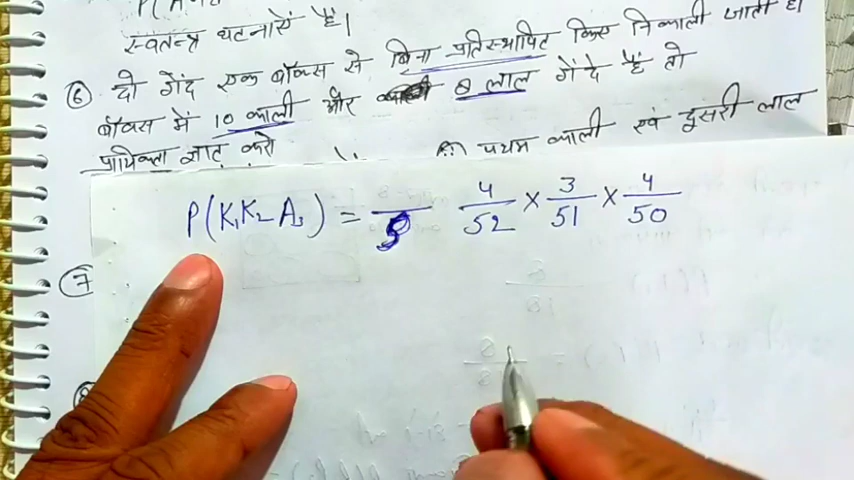 P(A
स्वतन्त्र घटनाएं हैं।
⑥ दो गेंद एक बॉक्स से बिना प्रतिस्थापित किए निकाली जाती है।
बॉक्स में 10 काली और 8 लाल गेंदे हैं तो
प्रायिकता ज्ञात करो
प्रथम काली एवं दूसरी लाल
P(K₁K₂A₃) = 4/52 × 3/51 × 4/50
⑦